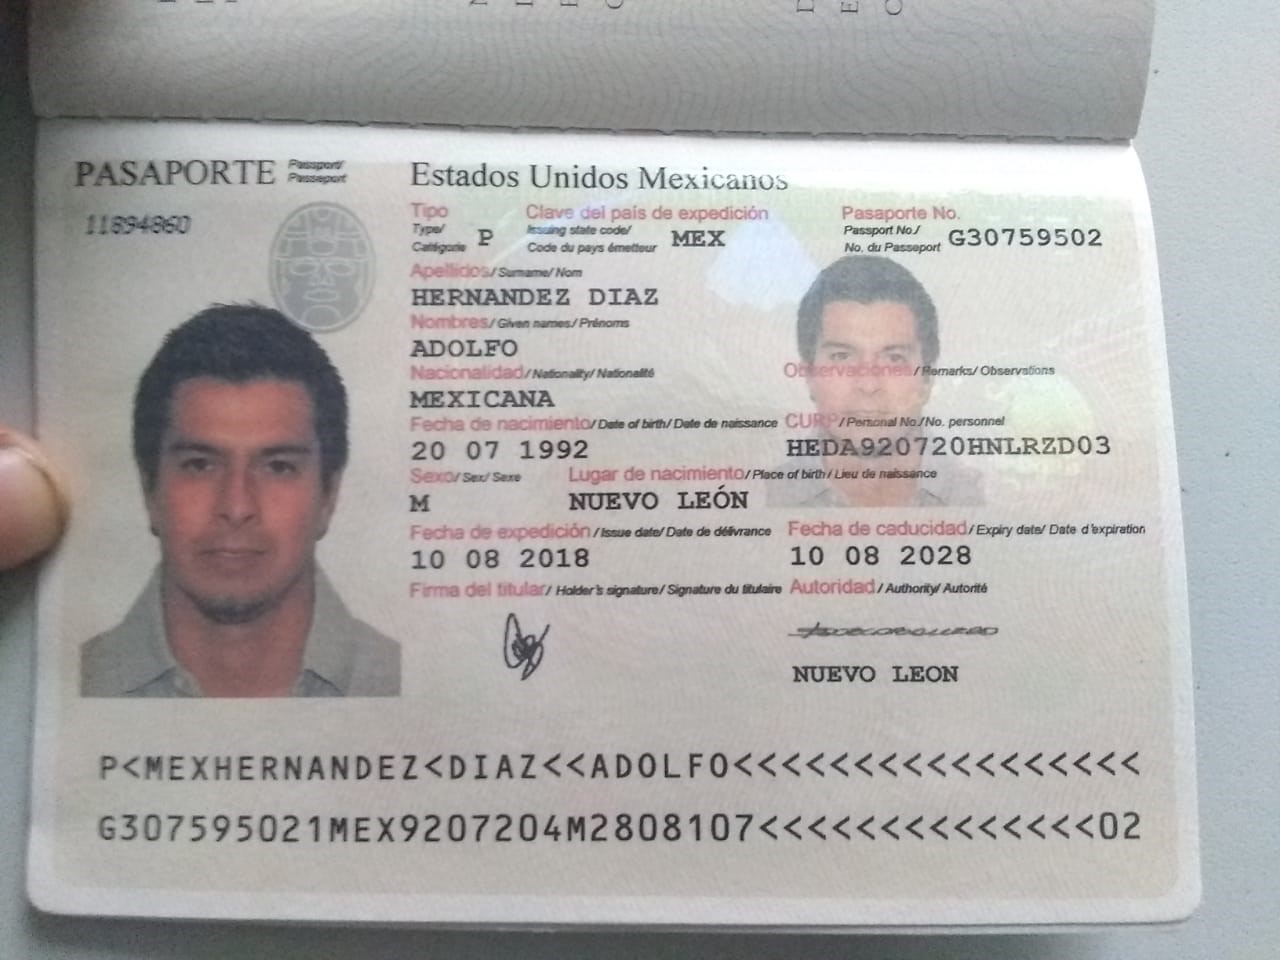 PASAPORTE Passport/ Passeport
Estados Unidos Mexicanos
11894860
Tipo Clave del país de expedición Pasaporte No.
Type/ Catégorie P Issuing state code/ Code du pays émetteur MEX Passport No./ No. du Passeport G30759502
Apellidos/ Surname/ Nom
HERNANDEZ DIAZ
Nombres/ Given names/ Prénoms
ADOLFO
Nacionalidad/ Nationality/ Nationalité Observaciones/ Remarks/ Observations
MEXICANA
Fecha de nacimiento/ Date of birth/ Date de naissance CURP/ Personal No./No. personnel
20 07 1992 HEDA920720HNLRZD03
Sexo/ Sex/ Sexe Lugar de nacimiento/ Place of birth/ Lieu de naissance
M NUEVO LEÓN
Fecha de expedición/ Issue date/ Date de délivrance Fecha de caducidad/ Expiry date/ Date d'expiration
10 08 2018 10 08 2028
Firma del titular/ Holder's signature/ Signature du titulaire Autoridad/ Authority/ Autorité
NUEVO LEON
P<MEXHERNANDEZ<DIAZ<<ADOLFO<<<<<<<<<<<<<<<<<
G307595021MEX9207204M2808107<<<<<<<<<<<<<<02